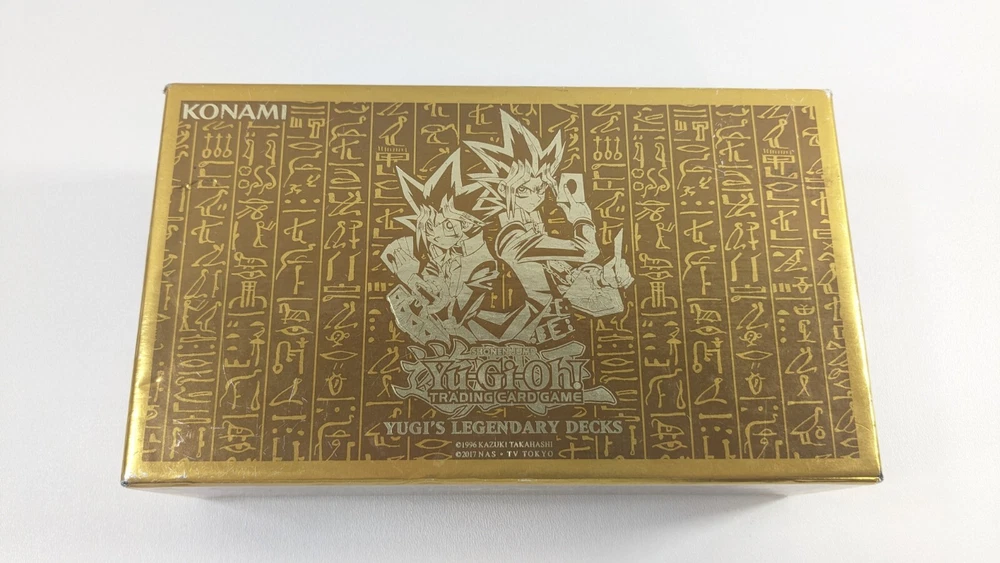 KONAMI
SHONEN JUMP
Yu-Gi-Oh!
TRADING CARD GAME
YUGI'S LEGENDARY DECKS
©1996 KAZUKI TAKAHASHI
©2017 NAS • TV TOKYO